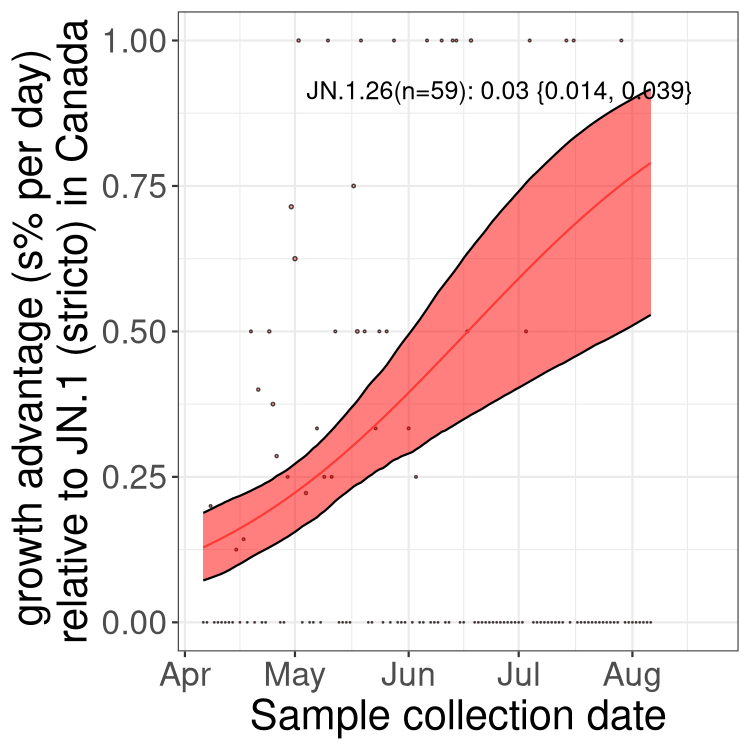 growth advantage (s% per day)
relative to JN.1 (stricto) in Canada
1.00
0.75
0.50
0.25
0.00
JN.1.26(n=59): 0.03 {0.014, 0.039}
Apr May Jun Jul Aug
Sample collection date